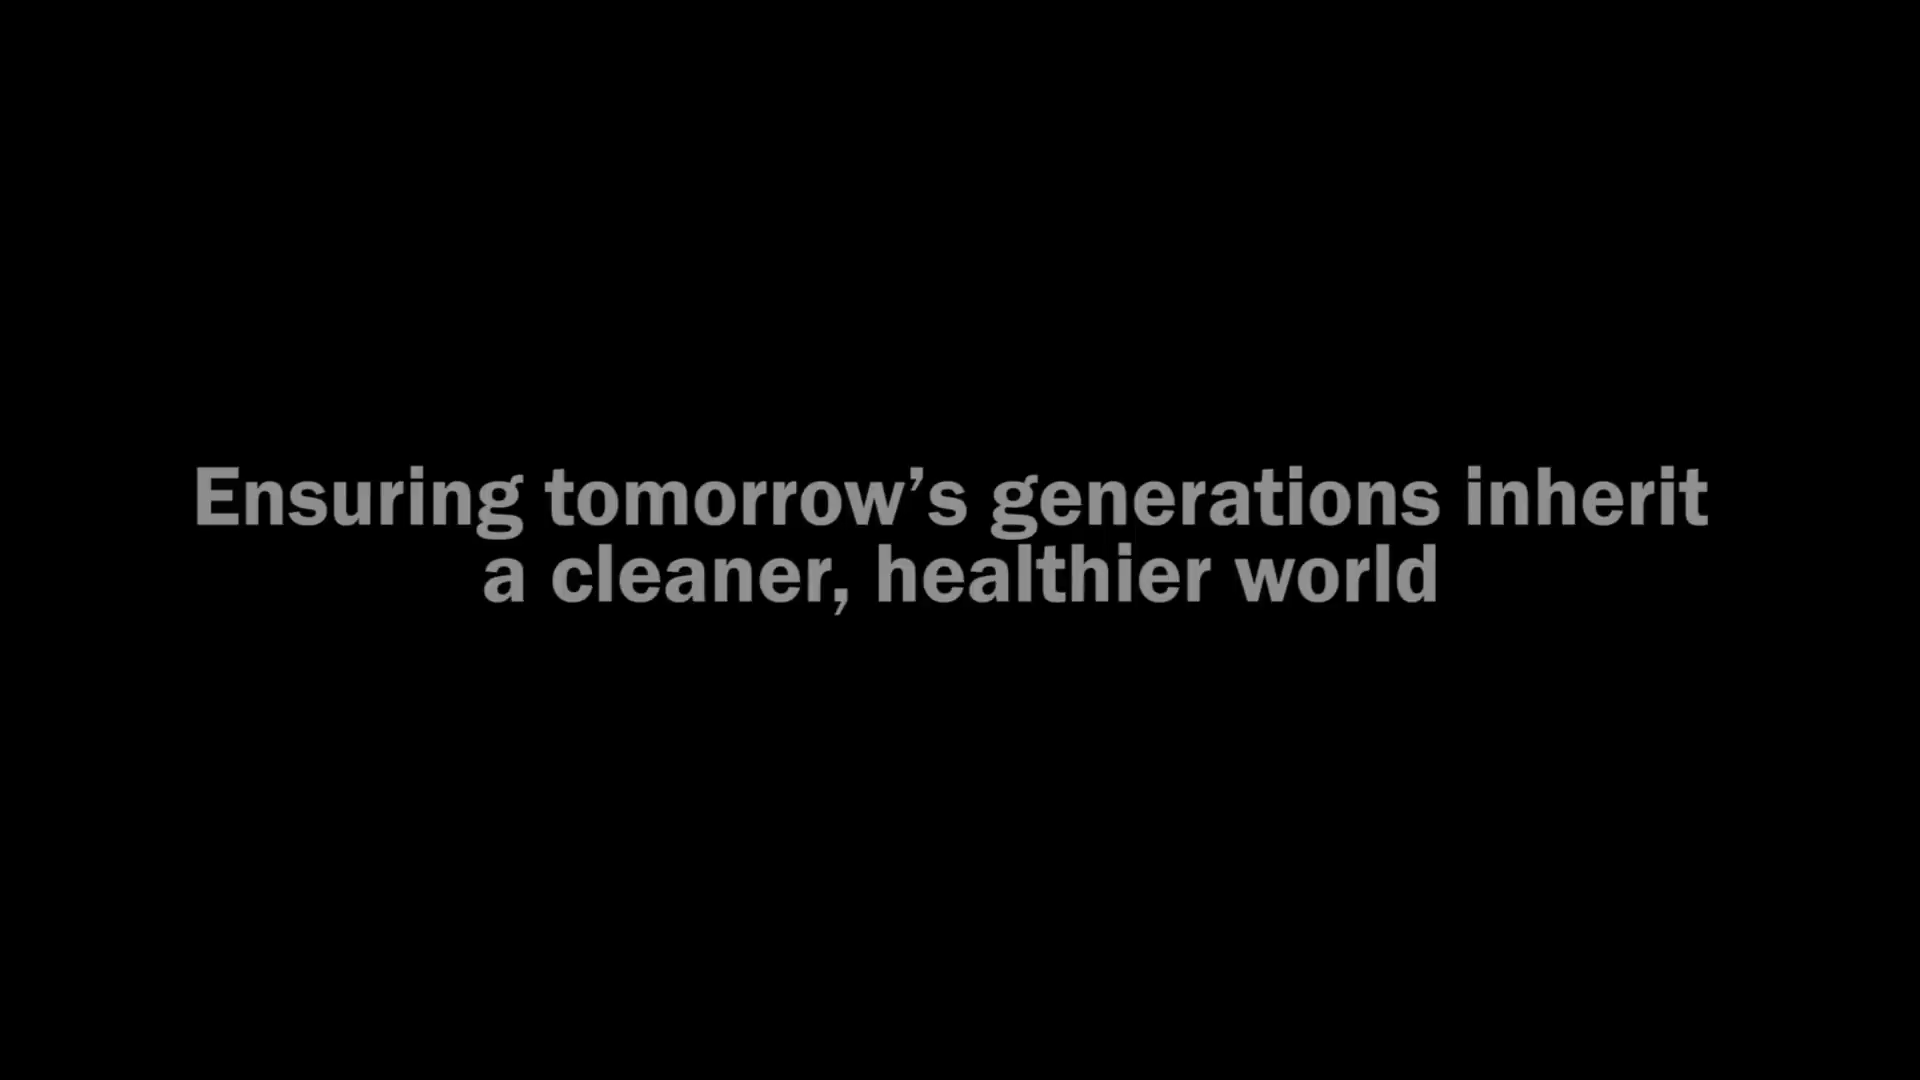 Ensuring tomorrow’s generations inherit
a cleaner, healthier world